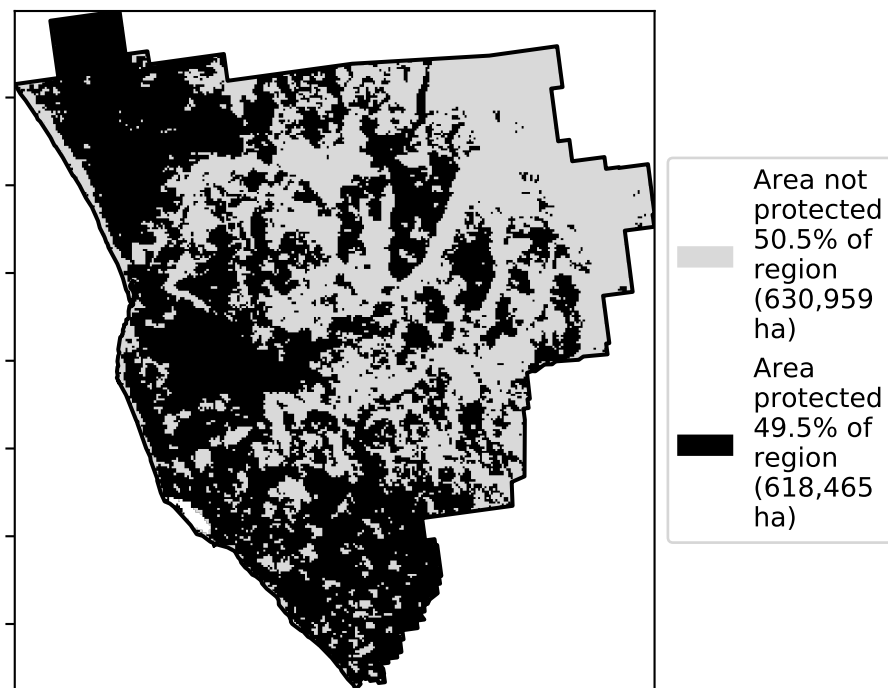 Area not
protected
50.5% of
region
(630,959
ha)
Area
protected
49.5% of
region
(618,465
ha)